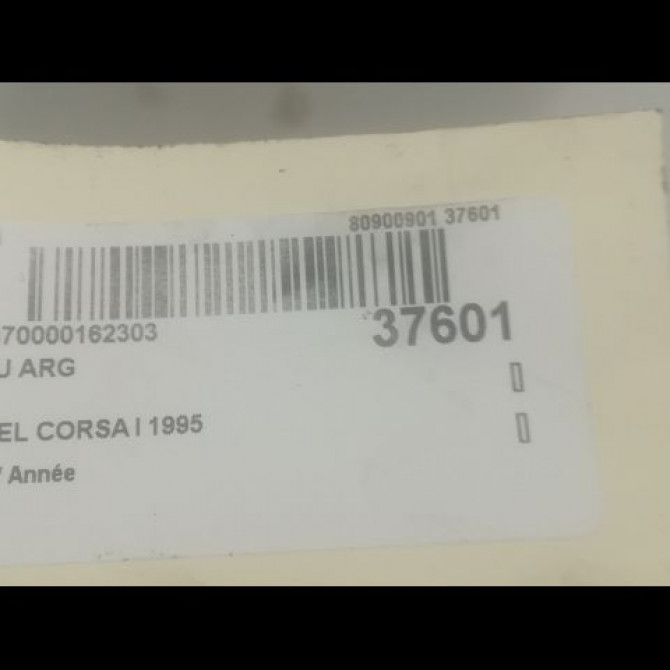 80900901 37601
70000162303
37601
U ARG
EL CORSA I 1995
/ Année